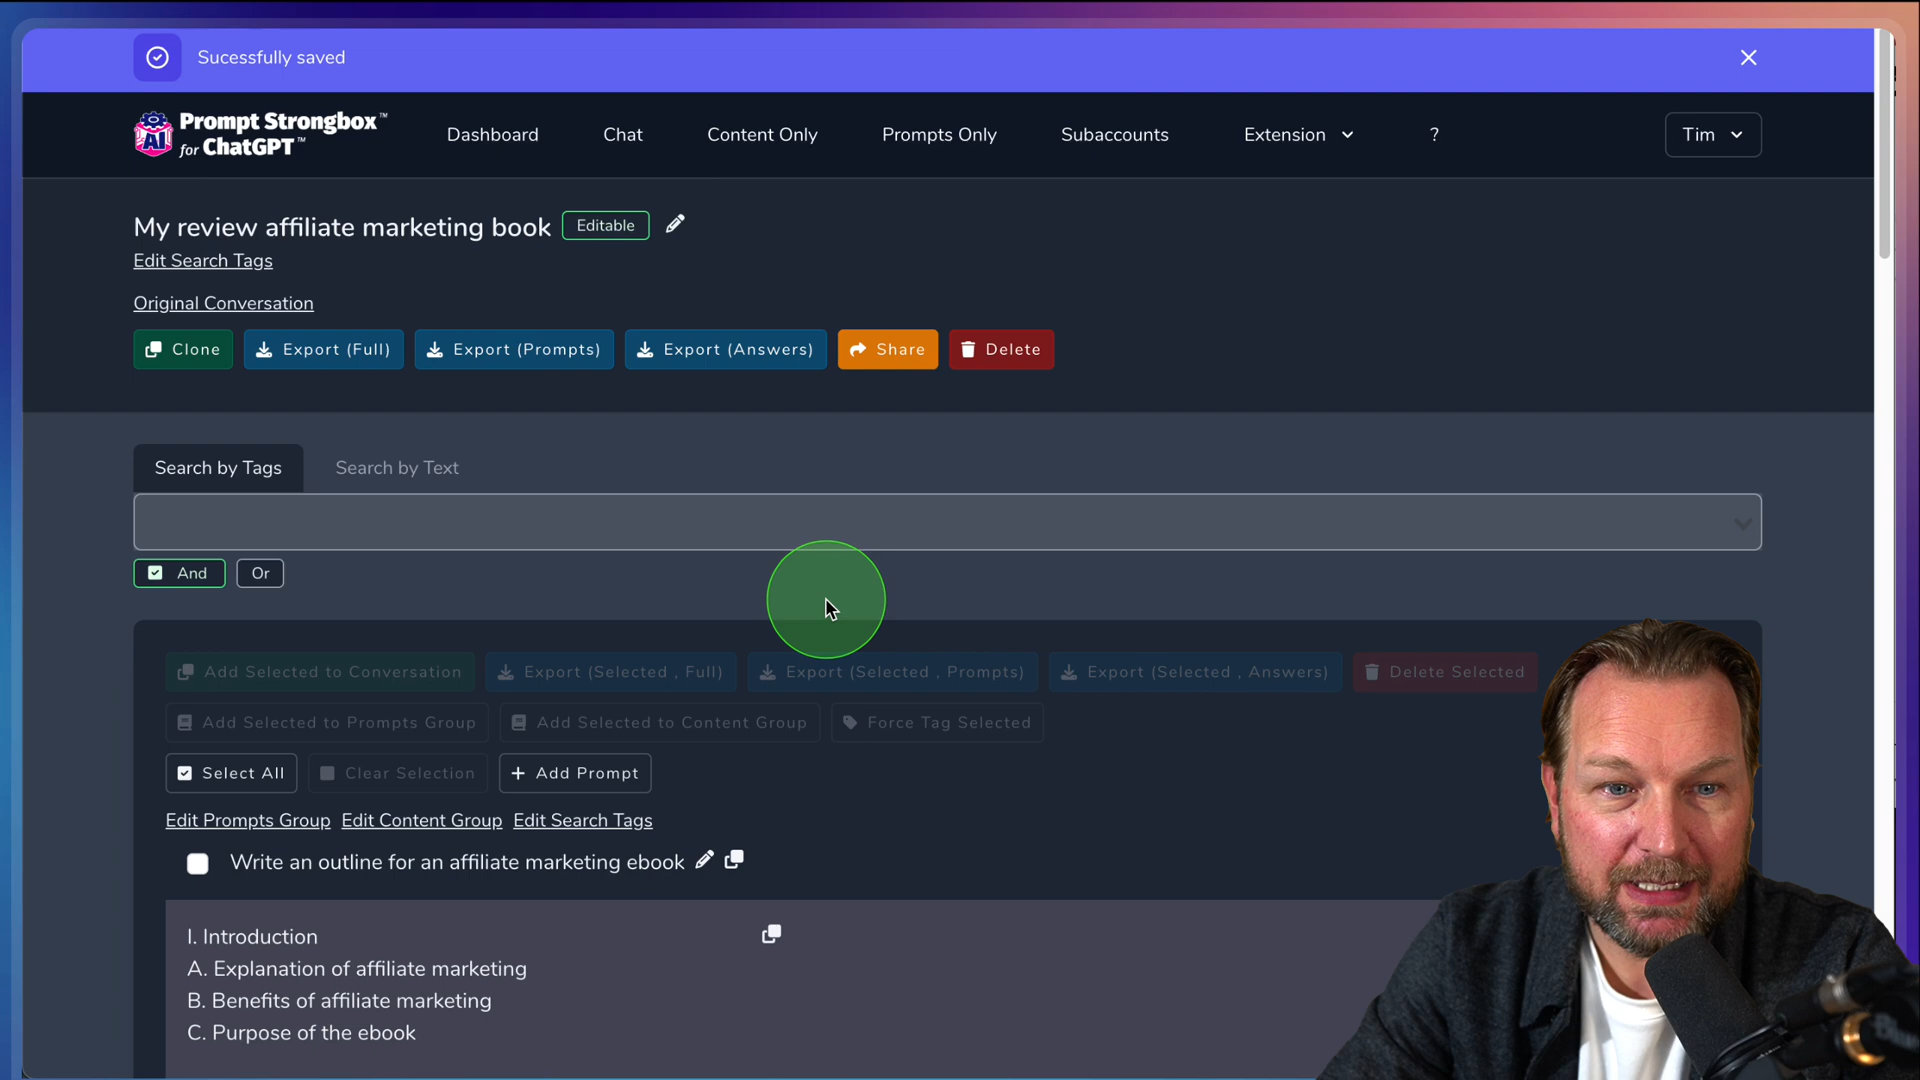 Sucessfully saved
Prompt Strongbox™
for ChatGPT™
Dashboard
Chat
Content Only
Prompts Only
Subaccounts
Extension
?
Tim
My review affiliate marketing book
Editable
Edit Search Tags
Original Conversation
Clone
Export (Full)
Export (Prompts)
Export (Answers)
Share
Delete
Search by Tags
Search by Text
And
Or
Add Selected to Conversation
Export (Selected , Full)
Export (Selected , Prompts)
Export (Selected , Answers)
Delete Selected
Add Selected to Prompts Group
Add Selected to Content Group
Force Tag Selected
Select All
Clear Selection
+ Add Prompt
Edit Prompts Group
Edit Content Group
Edit Search Tags
Write an outline for an affiliate marketing ebook
I. Introduction
A. Explanation of affiliate marketing
B. Benefits of affiliate marketing
C. Purpose of the ebook